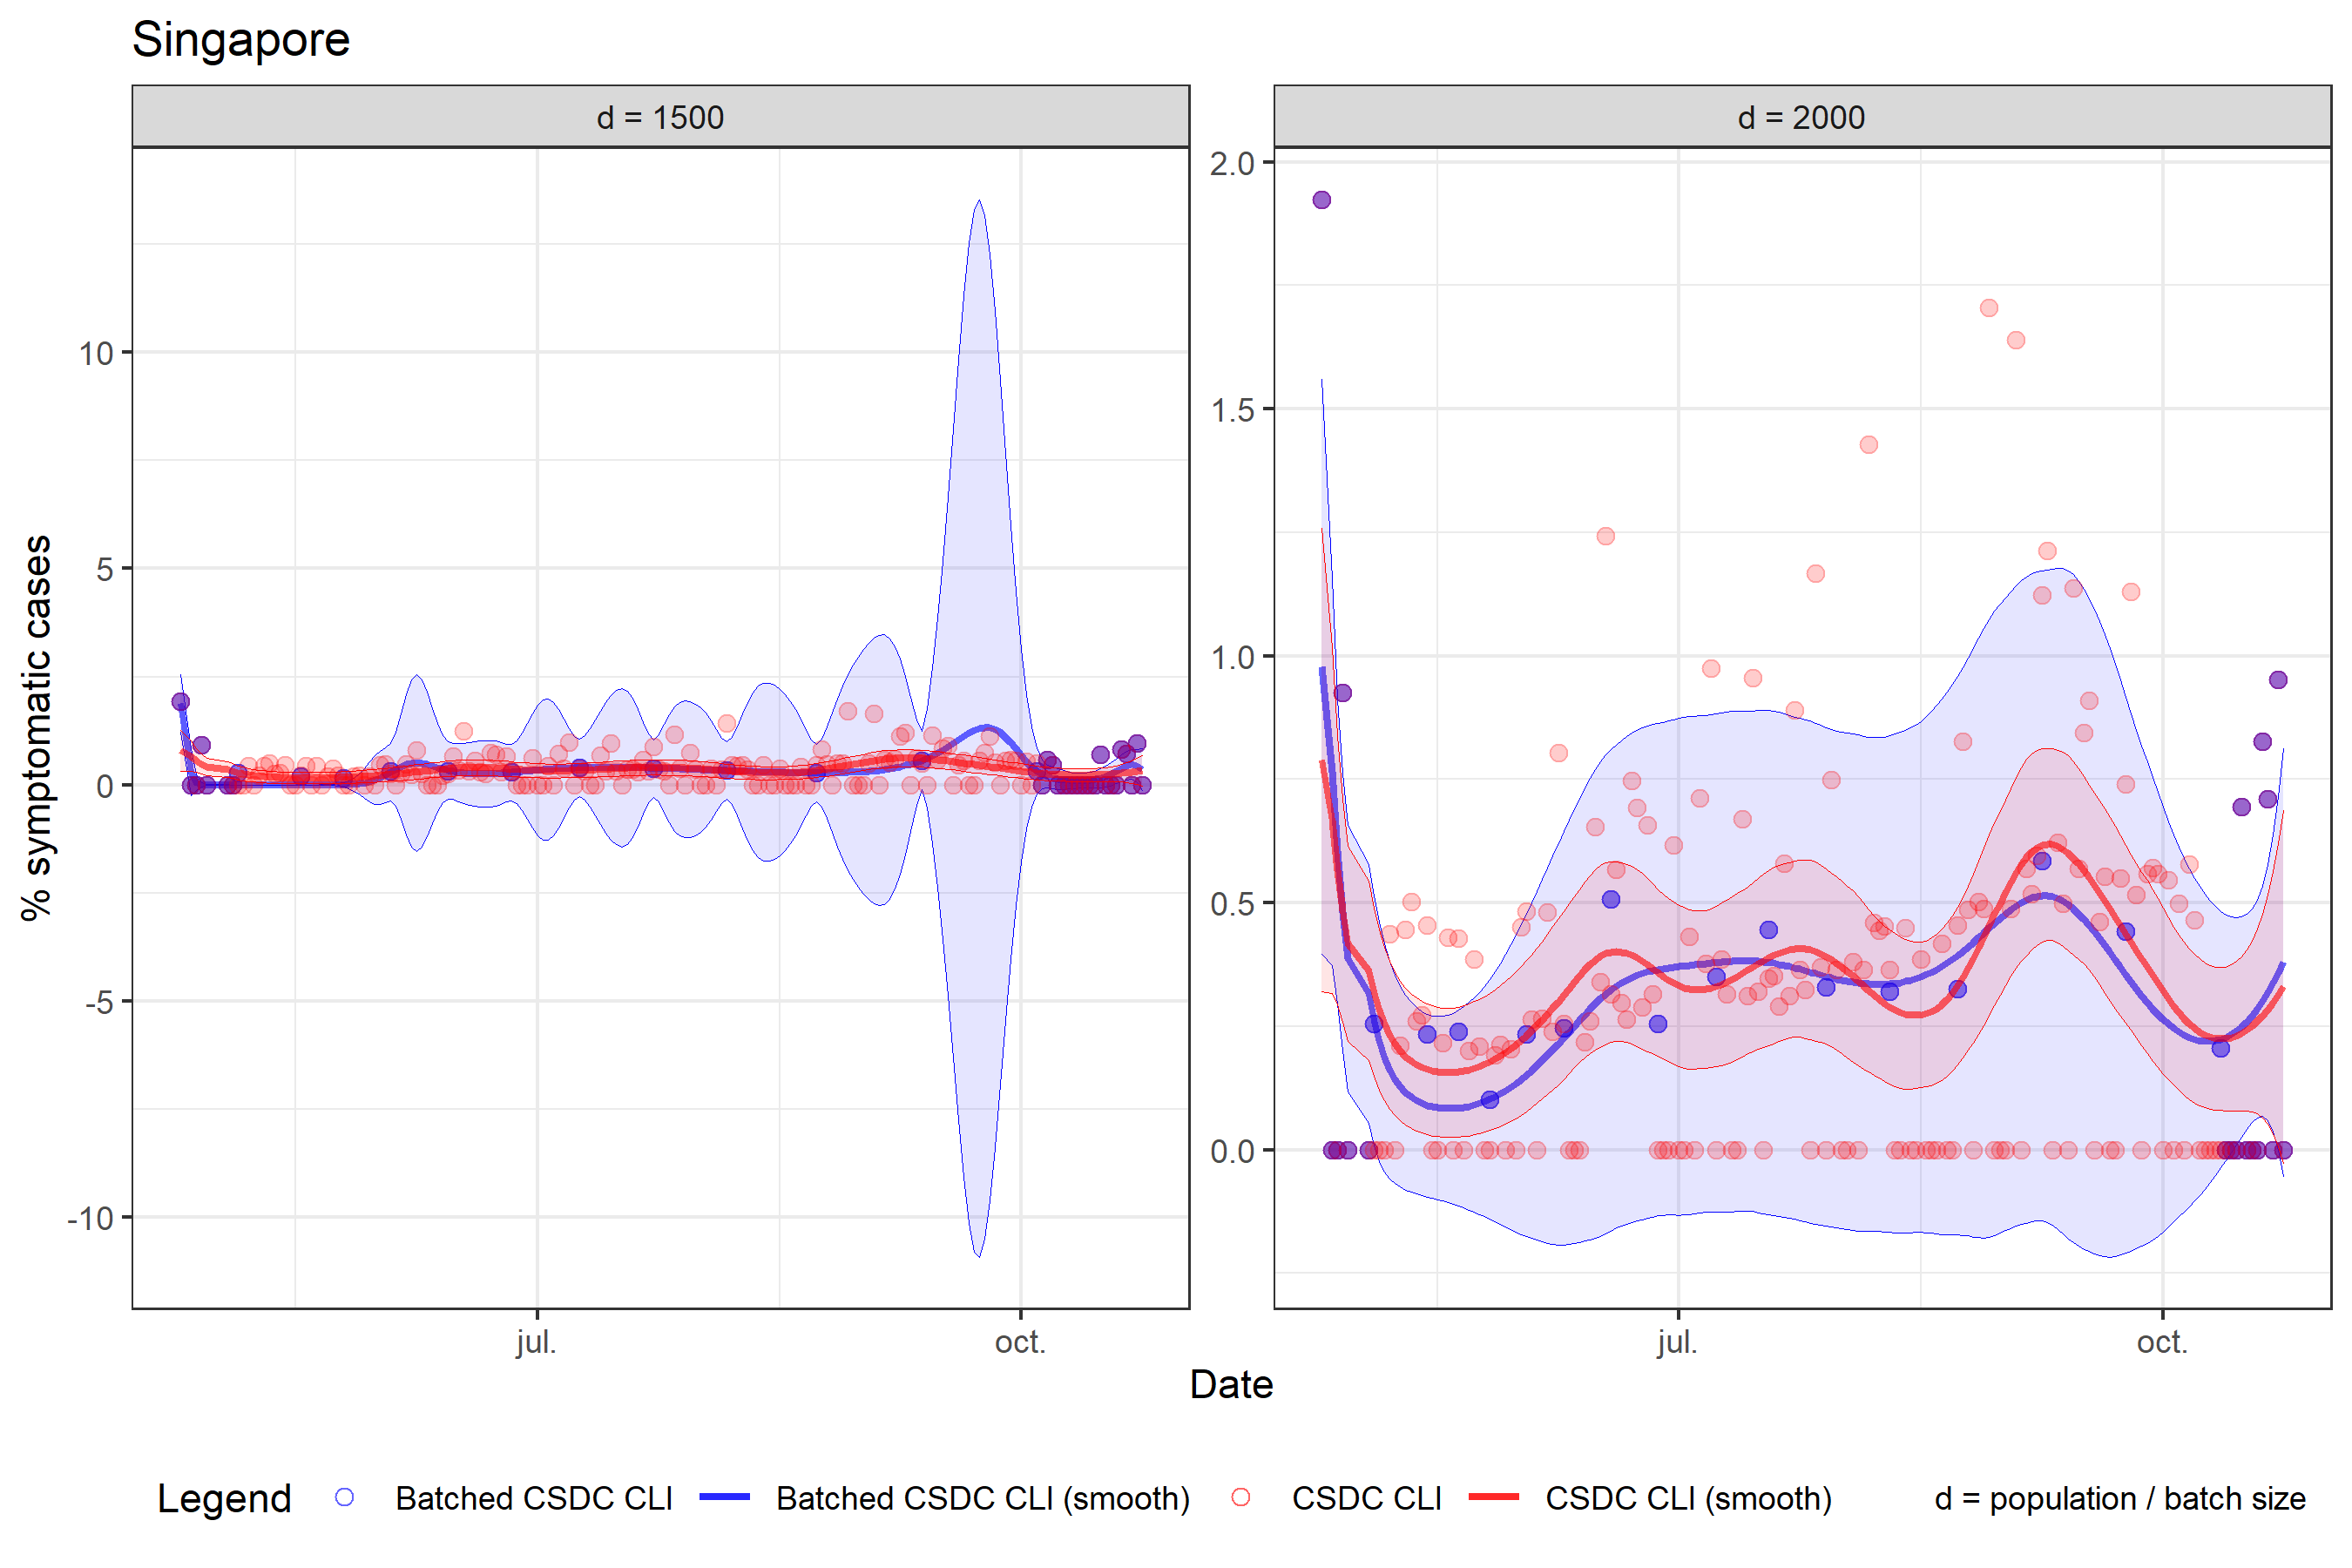 Singapore
d = 1500
d = 2000
% symptomatic cases
10
5
0
-5
-10
2.0
1.5
1.0
0.5
0.0
jul.
oct.
jul.
oct.
Date
Legend
Batched CSDC CLI
Batched CSDC CLI (smooth)
CSDC CLI
CSDC CLI (smooth)
d = population / batch size